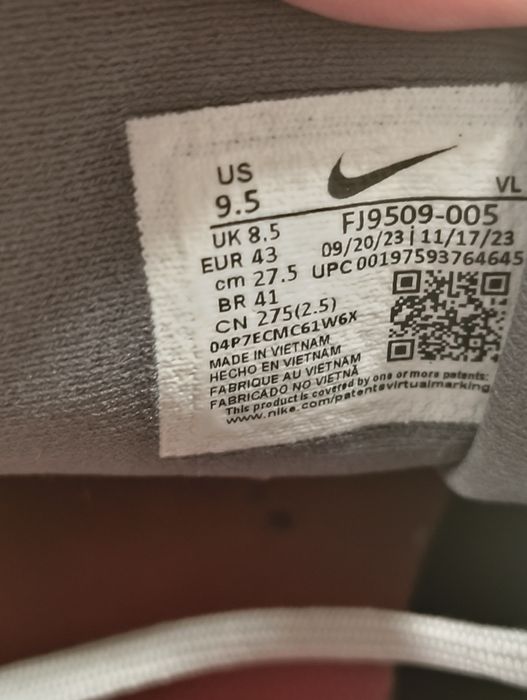 US
9.5
VL
UK 8.5
FJ9509-005
EUR 43
09/20/23 | 11/17/23
cm 27.5
UPC 00197593764645
BR 41
CN 275(2.5)
04P7ECMC61W6X
MADE IN VIETNAM
HECHO EN VIETNAM
FABRIQUE AU VIETNAM
FABRICADO NO VIETNÃ
This product is covered by one or more patents:
www.nike.com/patentsvirtualmarking